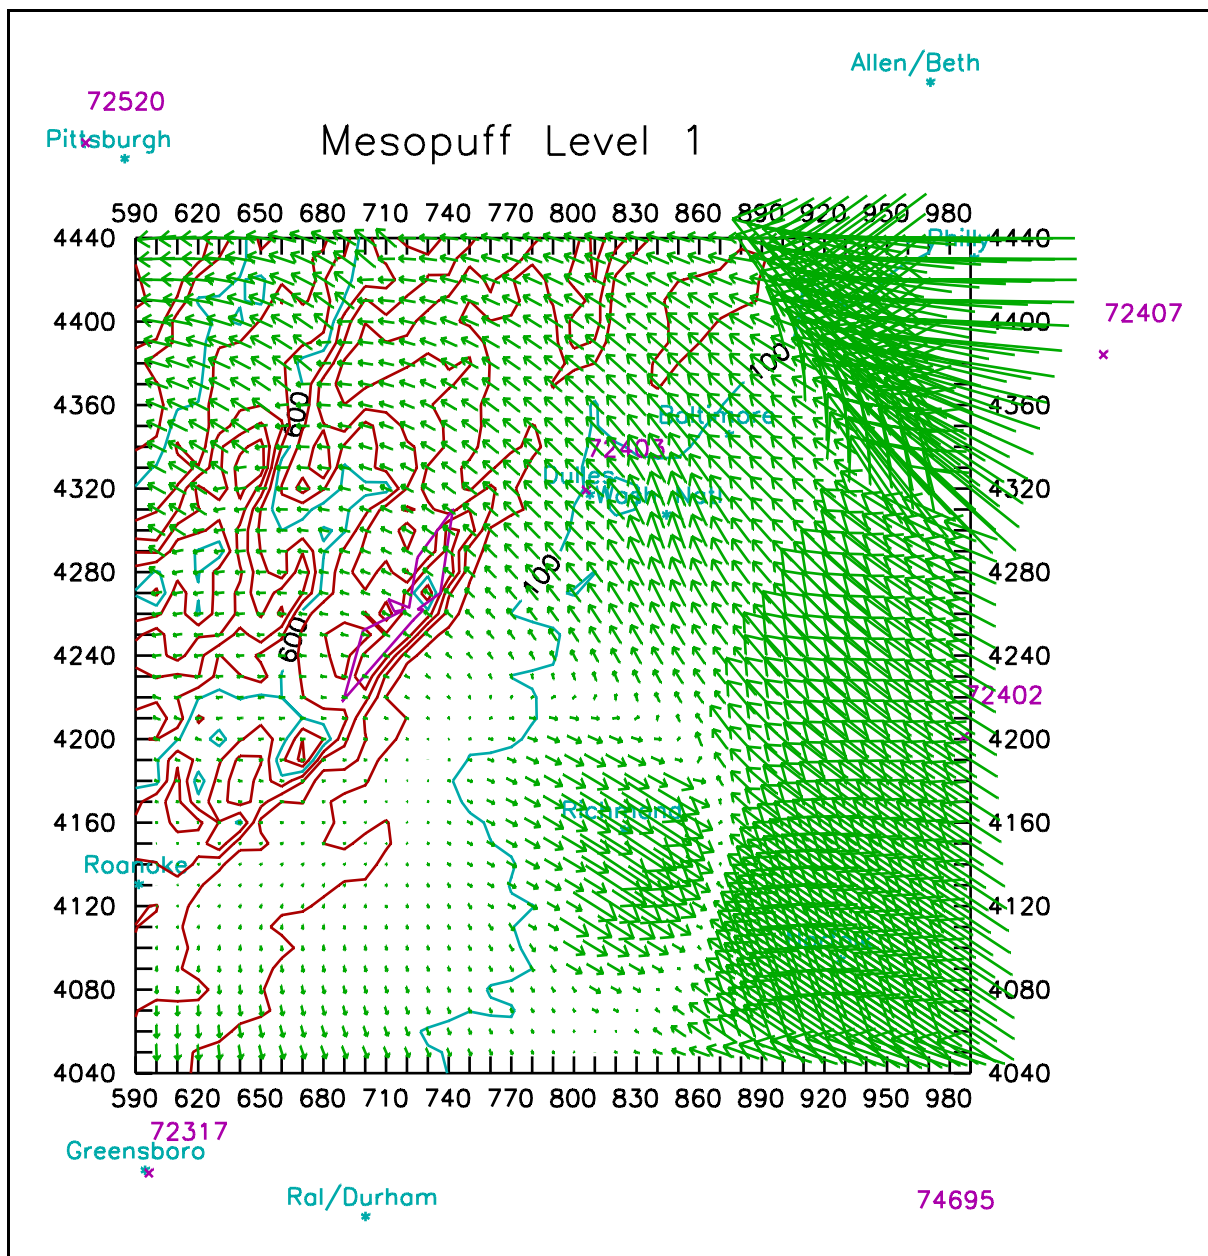 Allen/Beth
72520
Pittsburgh
Mesopuff Level 1
590 620 650 680 710 740 770 800 830 860 890 920 950 980
Philly
4440 4440
72407
4400 4400
100
4360 4360
600
Baltimore
72403
Dulles
4320 4320
Wash Natl
100
4280 4280
600
4240 4240
72402
4200 4200
Richmond
4160 4160
Roanoke
4120 4120
4080 4080
4040 4040
590 620 650 680 710 740 770 800 830 860 890 920 950 980
72317
Greensboro
Ral/Durham
74695